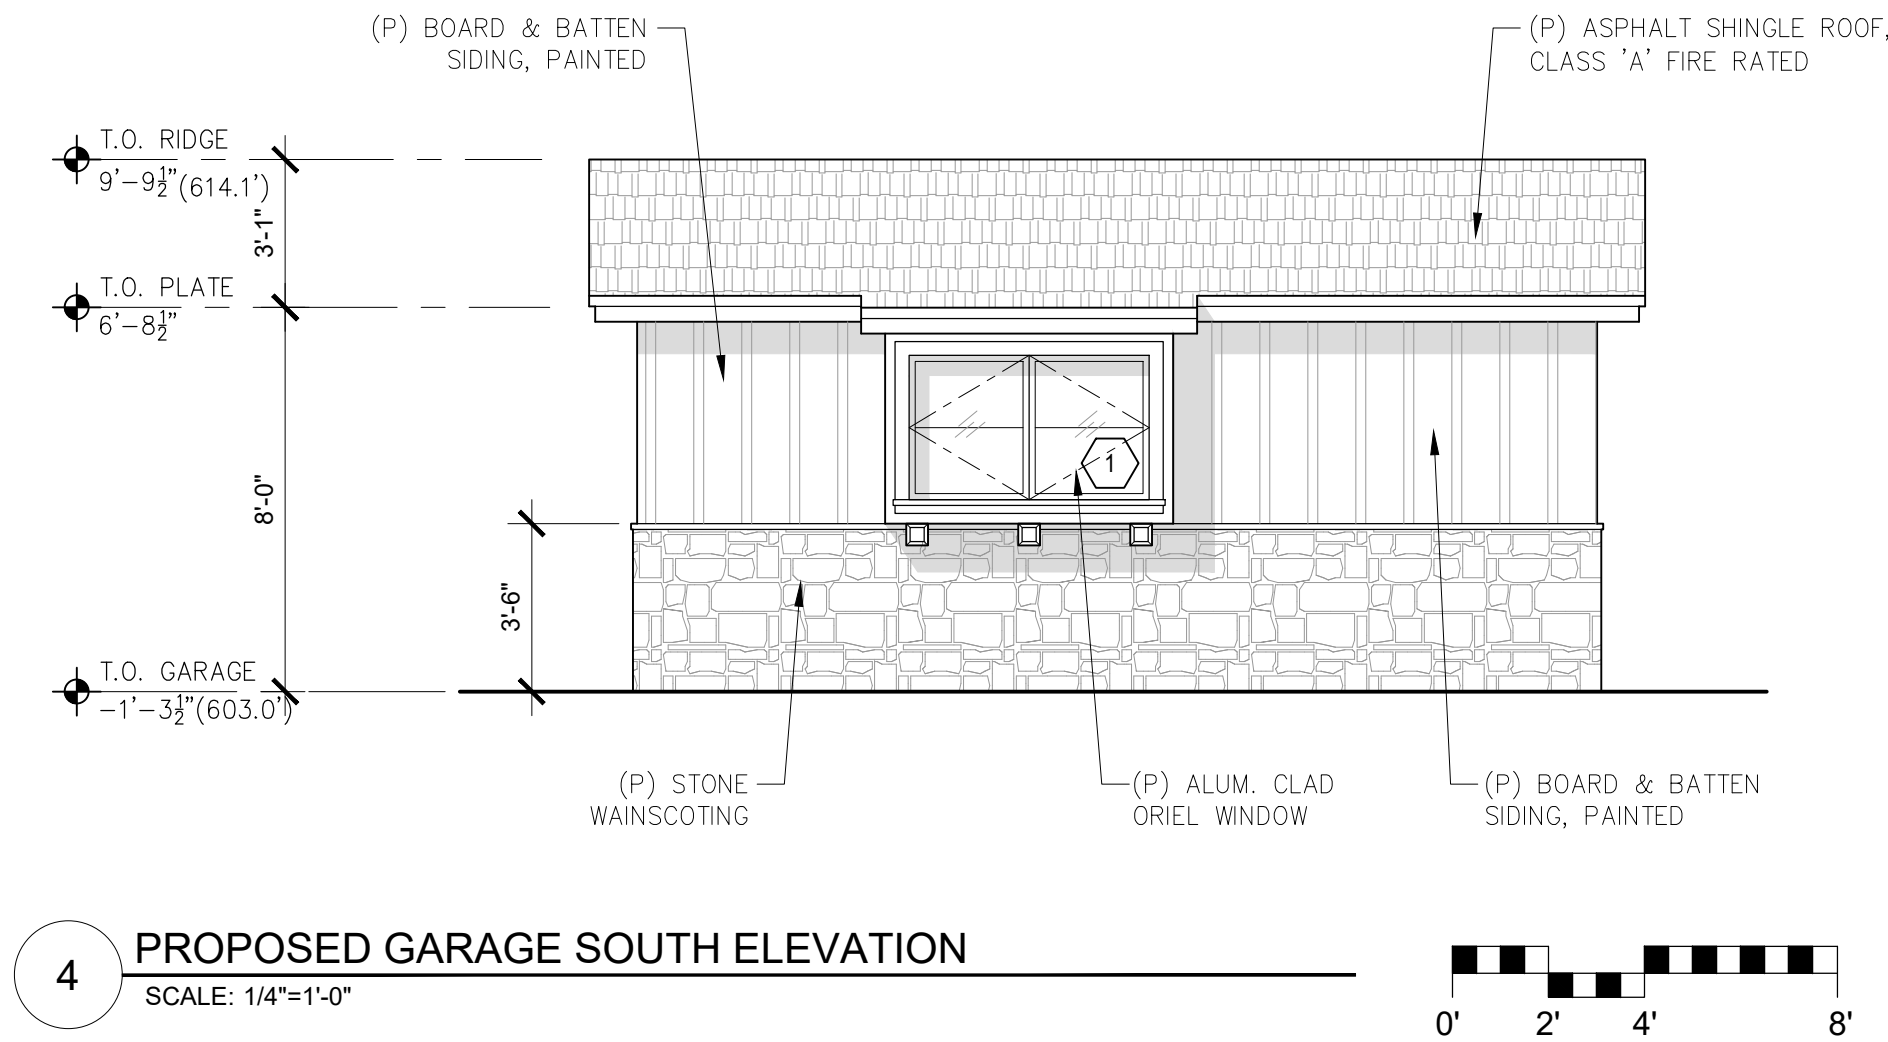 (P) BOARD & BATTEN
SIDING, PAINTED
(P) ASPHALT SHINGLE ROOF,
CLASS 'A' FIRE RATED
T.O. RIDGE
9'-9½"(614.1')
3'-1"
T.O. PLATE
6'-8½"
8'-0"
1
3'-6"
T.O. GARAGE
-1'-3½"(603.0')
(P) STONE
WAINSCOTING
(P) ALUM. CLAD
ORIEL WINDOW
(P) BOARD & BATTEN
SIDING, PAINTED
4
PROPOSED GARAGE SOUTH ELEVATION
SCALE: 1/4"=1'-0"
0' 2' 4' 8'